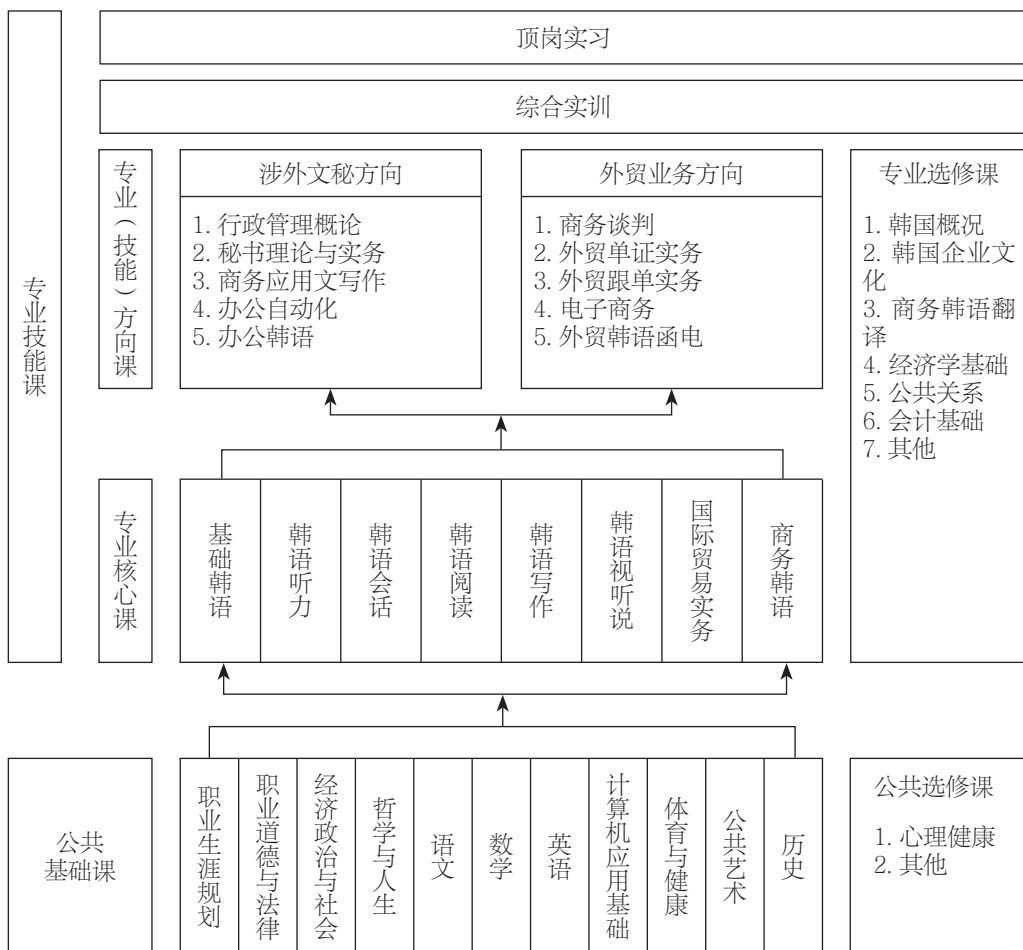 顶岗实习
综合实训
专业技能课
专业（技能）方向课
涉外文秘方向
1. 行政管理概论
2. 秘书理论与实务
3. 商务应用文写作
4. 办公自动化
5. 办公韩语
外贸业务方向
1. 商务谈判
2. 外贸单证实务
3. 外贸跟单实务
4. 电子商务
5. 外贸韩语函电
专业选修课
1. 韩国概况
2. 韩国企业文
化
3. 商务韩语翻
译
4. 经济学基础
5. 公共关系
6. 会计基础
7. 其他
专业核心课
基础韩语
韩语听力
韩语会话
韩语阅读
韩语写作
韩语视听说
国际贸易实务
商务韩语
公共
基础课
职业生涯规划
职业道德与法律
经济政治与社会
哲学与人生
语文
数学
英语
计算机应用基础
体育与健康
公共艺术
历史
公共选修课
1. 心理健康
2. 其他